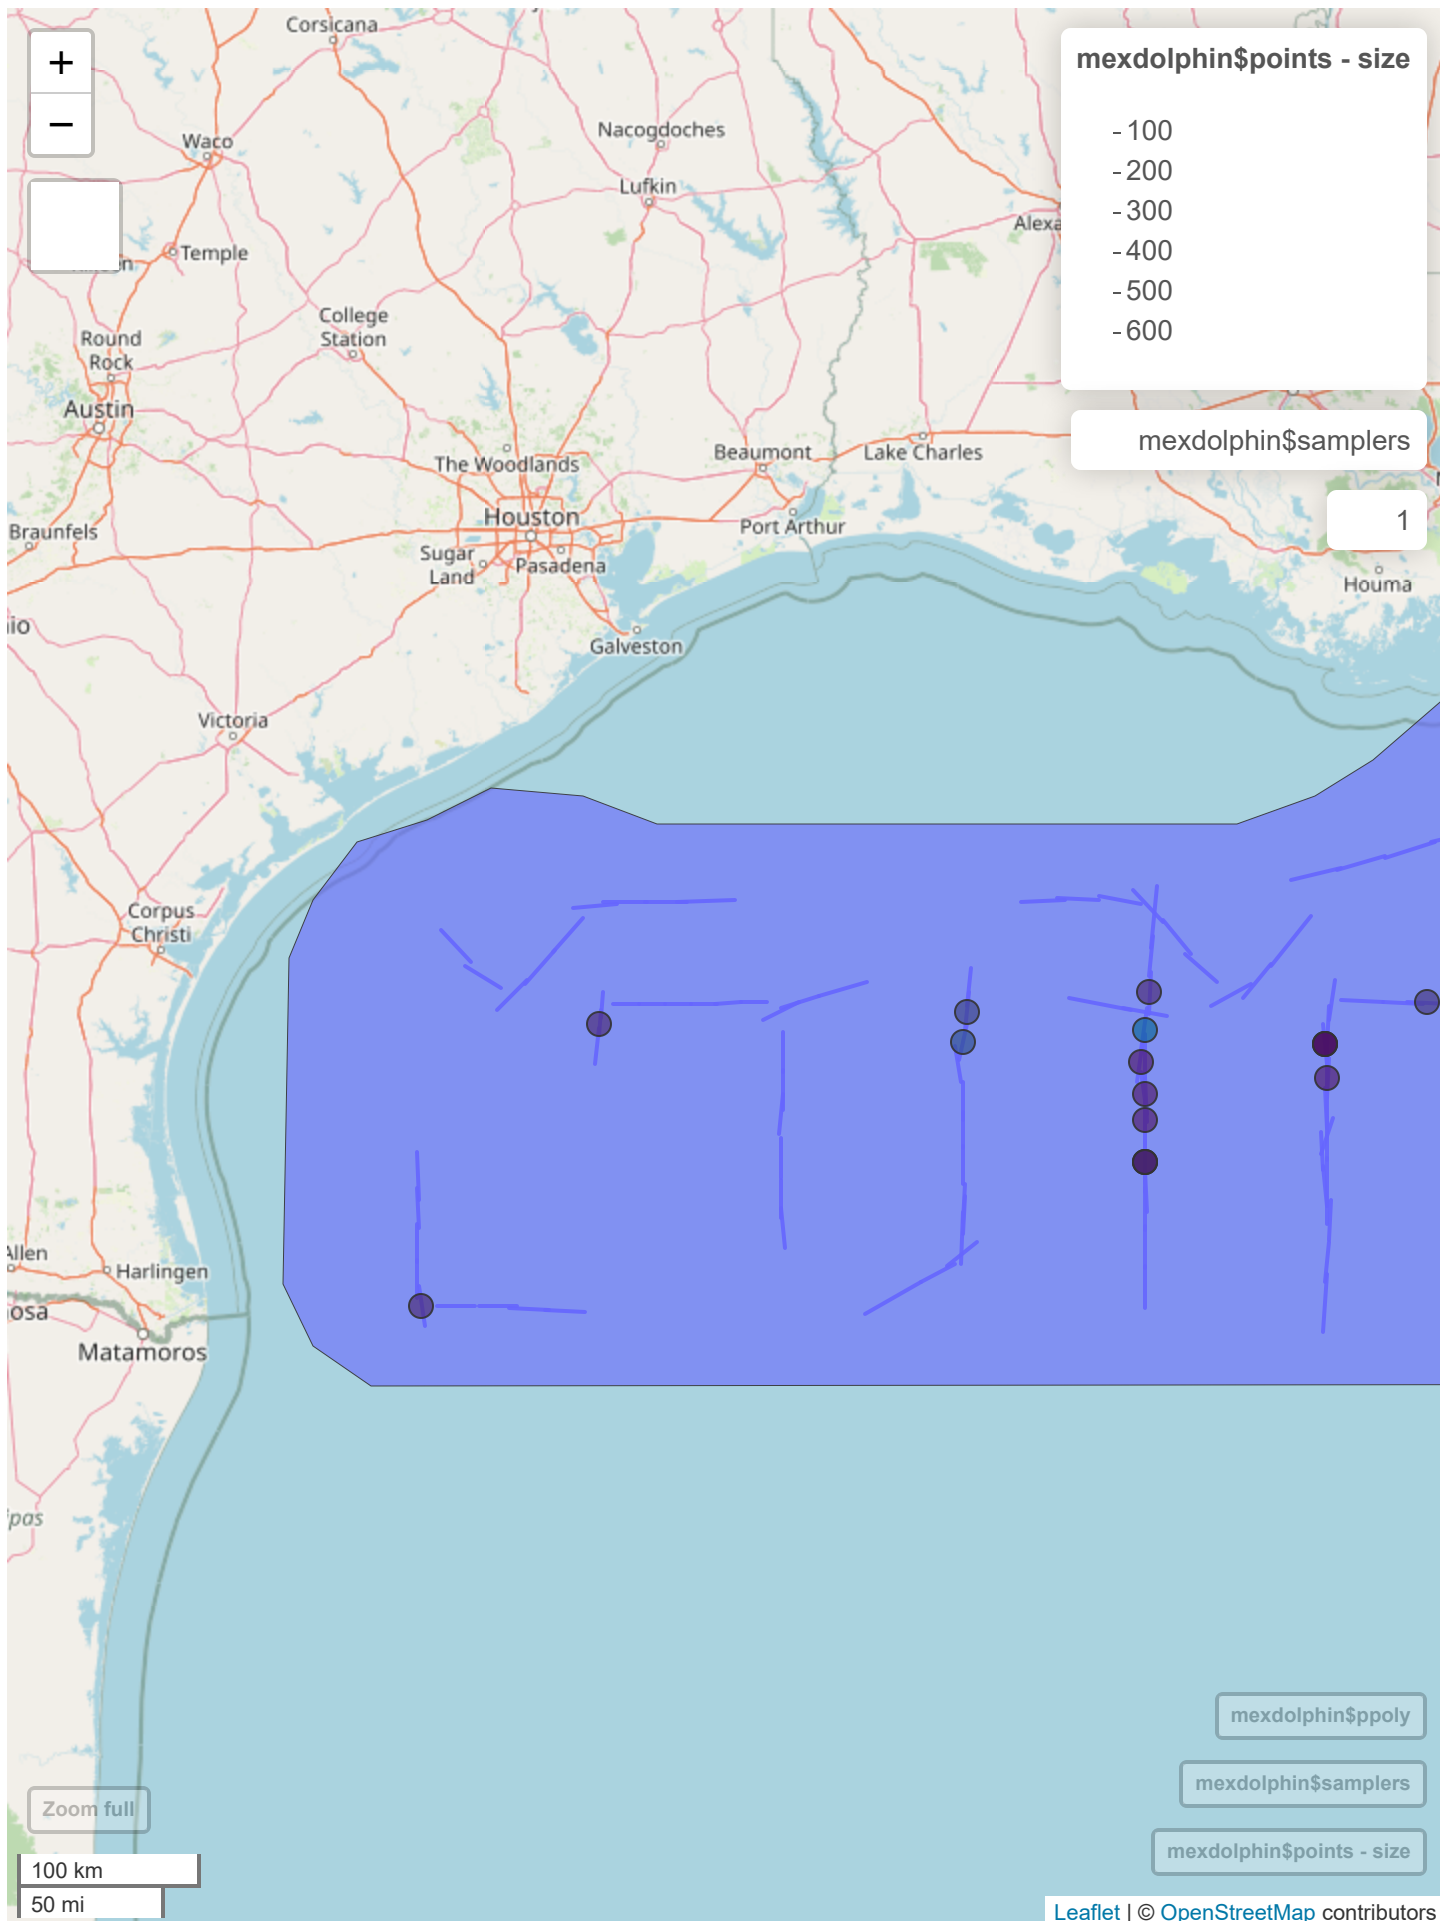 Corsicana
+
−
mexdolphin$points - size
-100
-200
-300
-400
-500
-600
Waco
Nacogdoches
Lufkin
Temple
College
Station
Round
Rock
Austin
The Woodlands
Beaumont
Lake Charles
mexdolphin$samplers
1
Houston
Port Arthur
Braunfels
Sugar
Land
Pasadena
Houma
Galveston
Victoria
Corpus
Christi
Harlingen
Matamoros
mexdolphin$ppoly
mexdolphin$samplers
mexdolphin$points - size
Zoom full
100 km
50 mi
Leaflet | © OpenStreetMap contributors